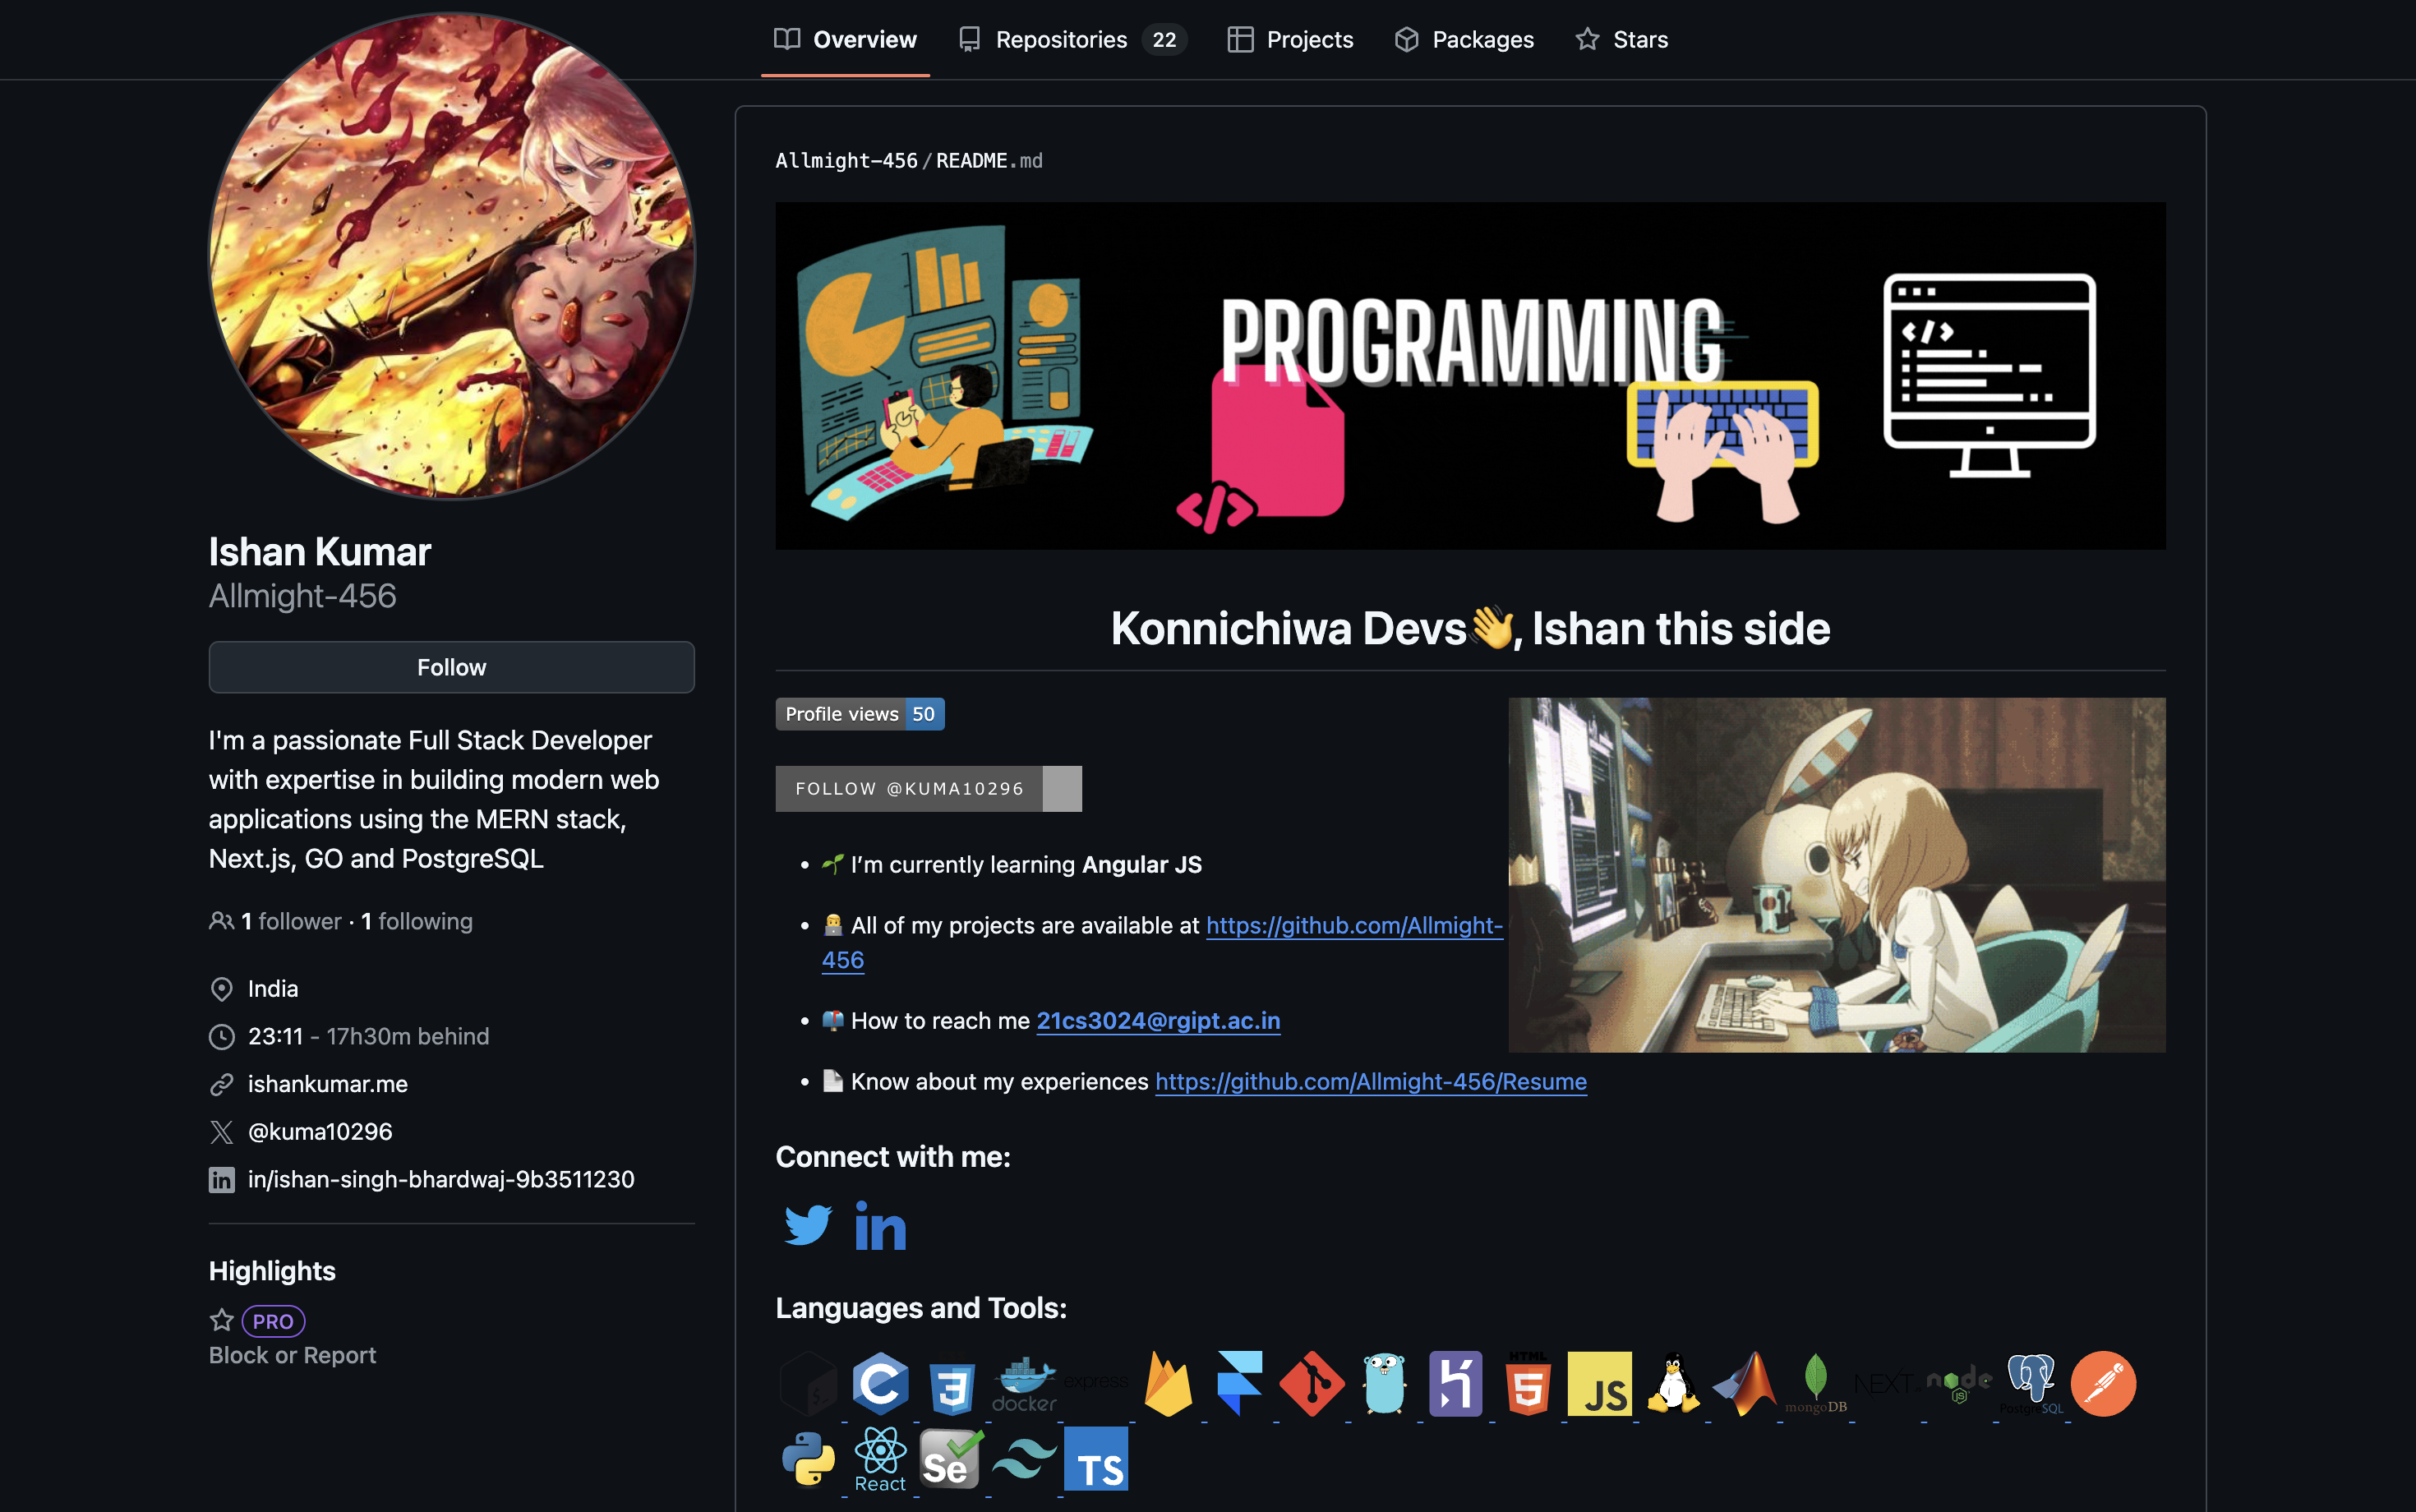 Overview
Repositories 22
Projects
Packages
Stars
Allmight-456/README.md
PROGRAMMING
Ishan Kumar
Allmight-456
Follow
I'm a passionate Full Stack Developer
with expertise in building modern web
applications using the MERN stack,
Next.js, GO and PostgreSQL
1 follower · 1 following
India
23:11 - 17h30m behind
ishankumar.me
@kuma10296
in/ishan-singh-bhardwaj-9b3511230
Highlights
PRO
Block or Report
Konnichiwa Devs👋, Ishan this side
Profile views 50
FOLLOW @KUMA10296
🌱 I’m currently learning Angular JS
👨‍💻 All of my projects are available at https://github.com/Allmight-
456
📫 How to reach me 21cs3024@rgipt.ac.in
📄 Know about my experiences https://github.com/Allmight-456/Resume
Connect with me:
in
Languages and Tools:
$_ C 3 docker express HTML 5 JS mongoDB NEXT node JS PostgreSQL
React Se TS